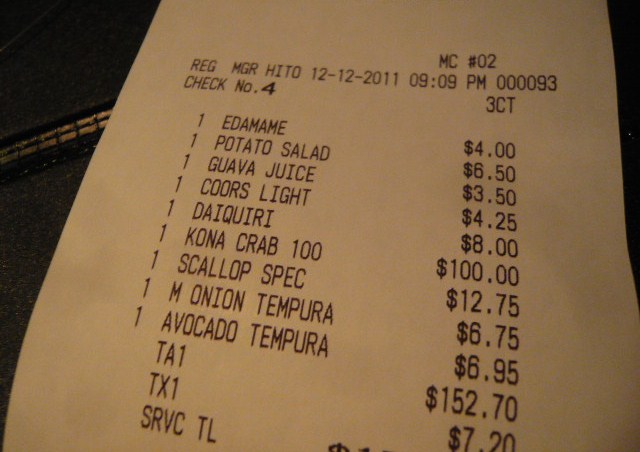 MC #02
REG MGR HITO 12-12-2011 09:09 PM 000093
CHECK No.4
3CT
1 EDAMAME $4.00
1 POTATO SALAD $6.50
1 GUAVA JUICE $3.50
1 COORS LIGHT $4.25
1 DAIQUIRI $8.00
1 KONA CRAB 100 $100.00
1 SCALLOP SPEC $12.75
1 M ONION TEMPURA $6.75
1 AVOCADO TEMPURA $6.95
TA1 $152.70
TX1 $7.20
SRVC TL